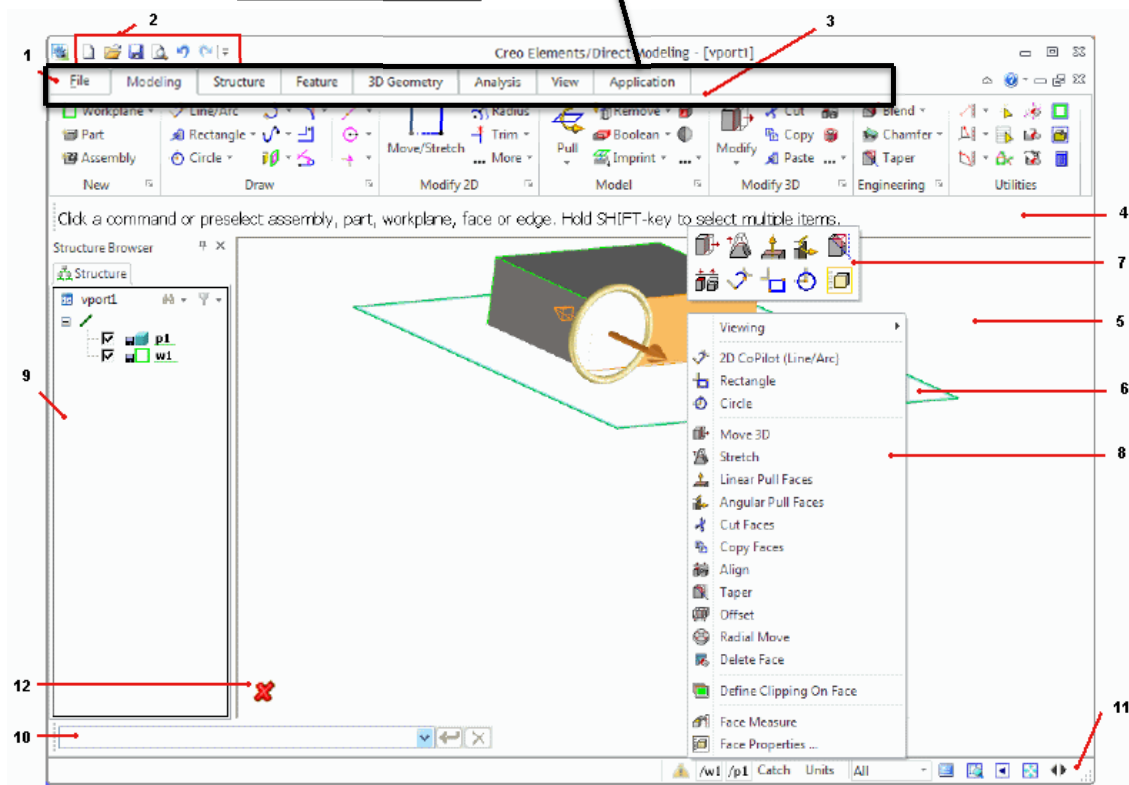 2
3
1
Creo Elements/Direct Modeling - [vport1]
File Modeling Structure Feature 3D Geometry Analysis View Application
Workplane Line/Arc Radius Remove Cut Blend
Part Rectangle Move/Stretch Trim Pull Boolean Modify Copy Chamfer
Assembly Circle ... More Imprint ... Paste ... Taper
New Draw Modify 2D Model Modify 3D Engineering Utilities
Click a command or preselect assembly, part, workplane, face or edge. Hold SHIFT-key to select multiple items.
4
Structure Browser
7
Structure
vport1
5
p1
w1
9
6
8
Viewing
2D CoPilot (Line/Arc)
Rectangle
Circle
Move 3D
Stretch
Linear Pull Faces
Angular Pull Faces
Cut Faces
Copy Faces
Align
Taper
Offset
Radial Move
Delete Face
Define Clipping On Face
Face Measure
Face Properties ...
12
11
10
/w1 /p1 Catch Units All